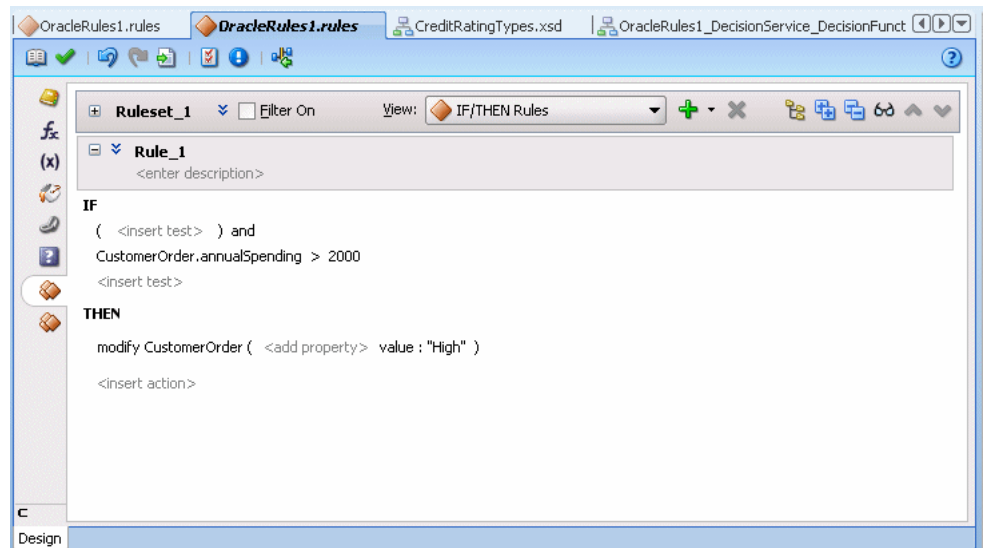 OracleRules1.rules OracleRules1.rules CreditRatingTypes.xsd OracleRules1_DecisionService_DecisionFunct
Ruleset_1 Filter On View: IF/THEN Rules
fx
(x)
Rule_1
<enter description>
IF
( <insert test> ) and
CustomerOrder.annualSpending > 2000
<insert test>
THEN
modify CustomerOrder ( <add property> value : "High" )
<insert action>
Design